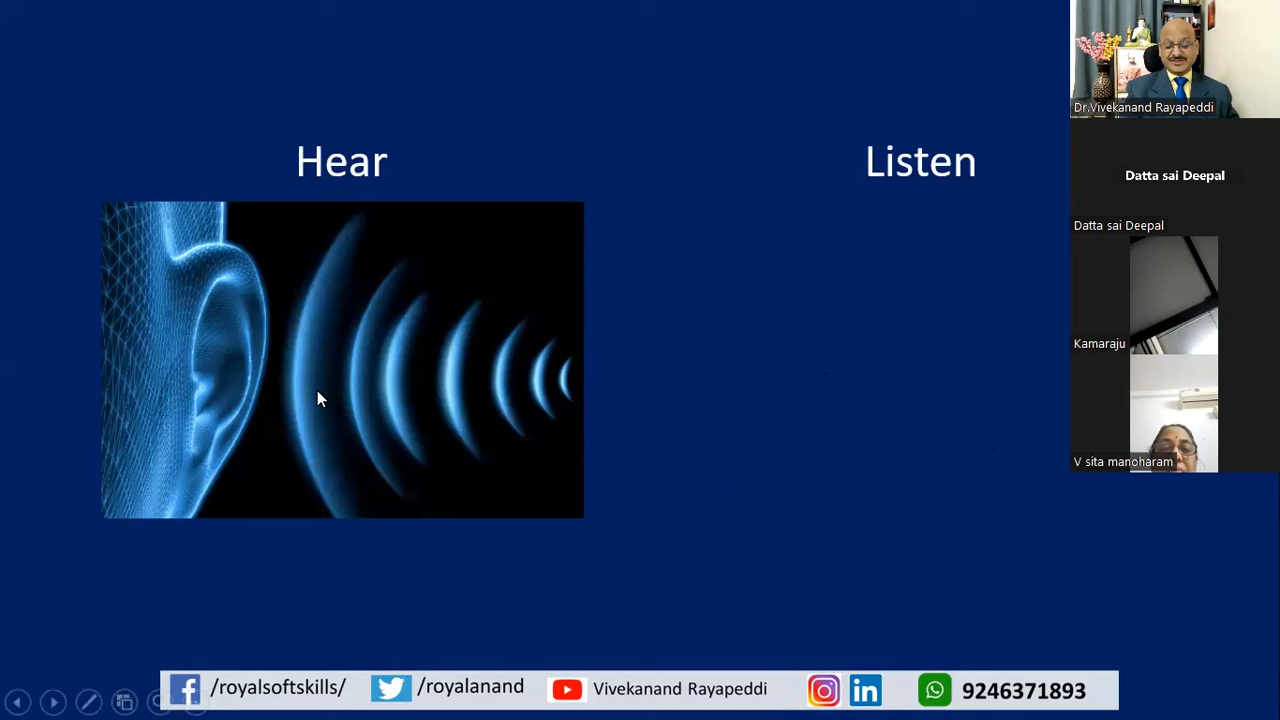 Hear
Listen
Dr.Vivekanand Rayapeddi
Datta sai Deepal
Datta sai Deepal
Kamaraju
V sita manoharam
/royalsoftskills/
/royalanand
Vivekanand Rayapeddi
9246371893